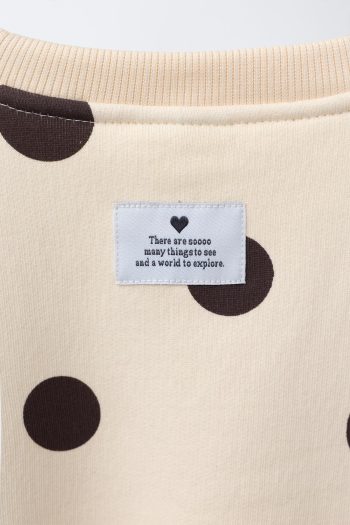 There are soooo
many things to see
and a world to explore.